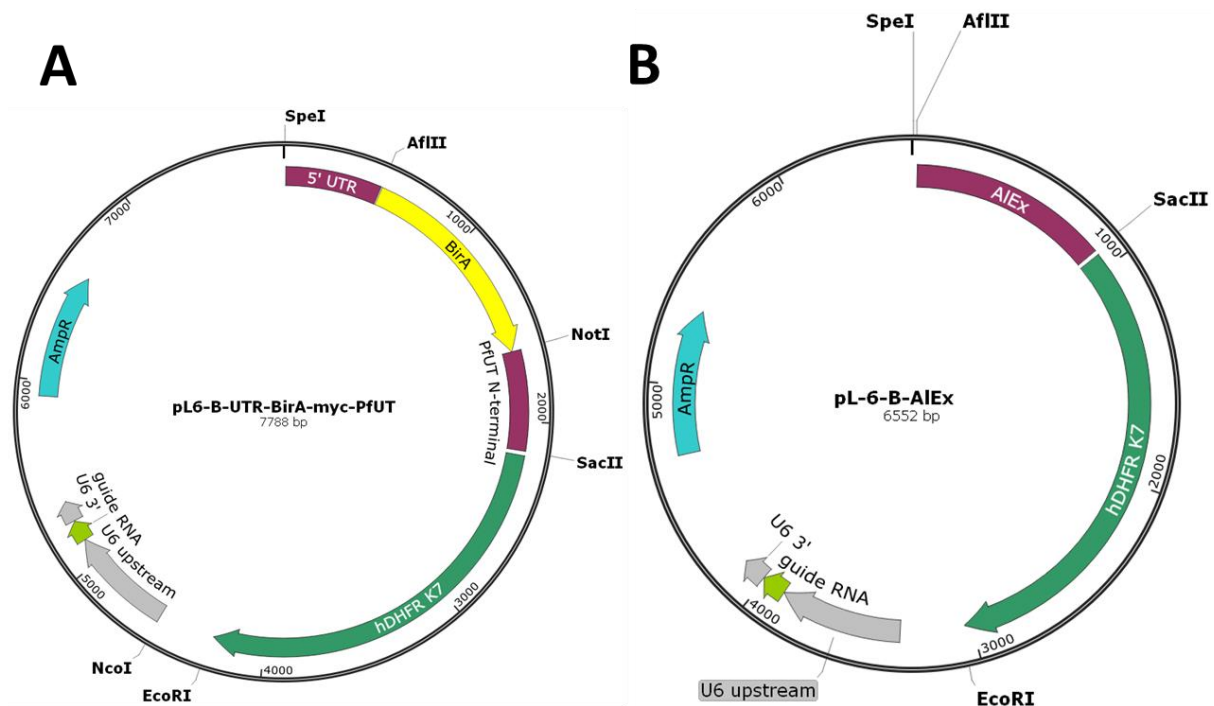 A
SpeI
AflII
5' UTR
1000
BirA
NotI
PfUT N-terminal
2000
SacII
hDHFR K7
3000
4000
EcoRI
NcoI
U6 upstream
guide RNA
U6 3'
5000
6000
AmpR
7000
pL6-B-UTR-BirA-myc-PfUT
7788 bp
B
SpeI
AflII
AlEx
SacII
1000
hDHFR K7
2000
3000
EcoRI
U6 upstream
guide RNA
U6 3'
4000
5000
AmpR
6000
pL-6-B-AlEx
6552 bp